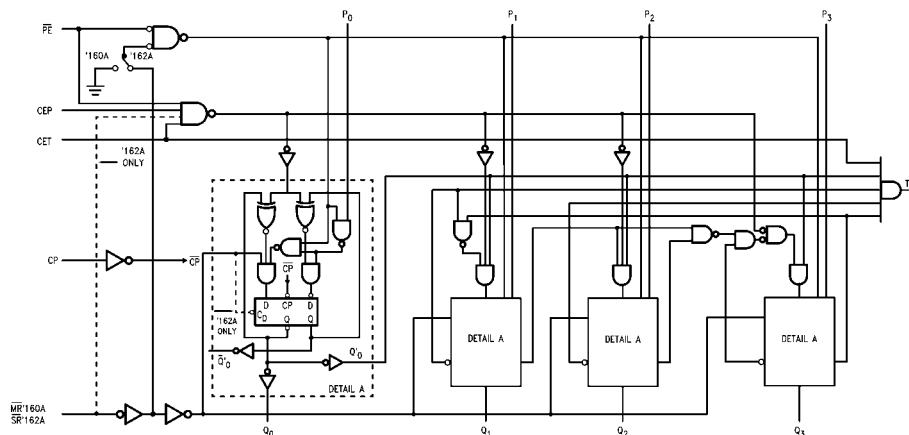 P0
P1
P2
P3
PE
'160A
'162A
CEP
CET
'162A
ONLY
T
CP
CP
CP
D
CP
D
CD
Q
Q
'162A
ONLY
Q'0
Q'0
DETAIL A
DETAIL A
DETAIL A
DETAIL A
MR'160A
SR'162A
Q0
Q1
Q2
Q3